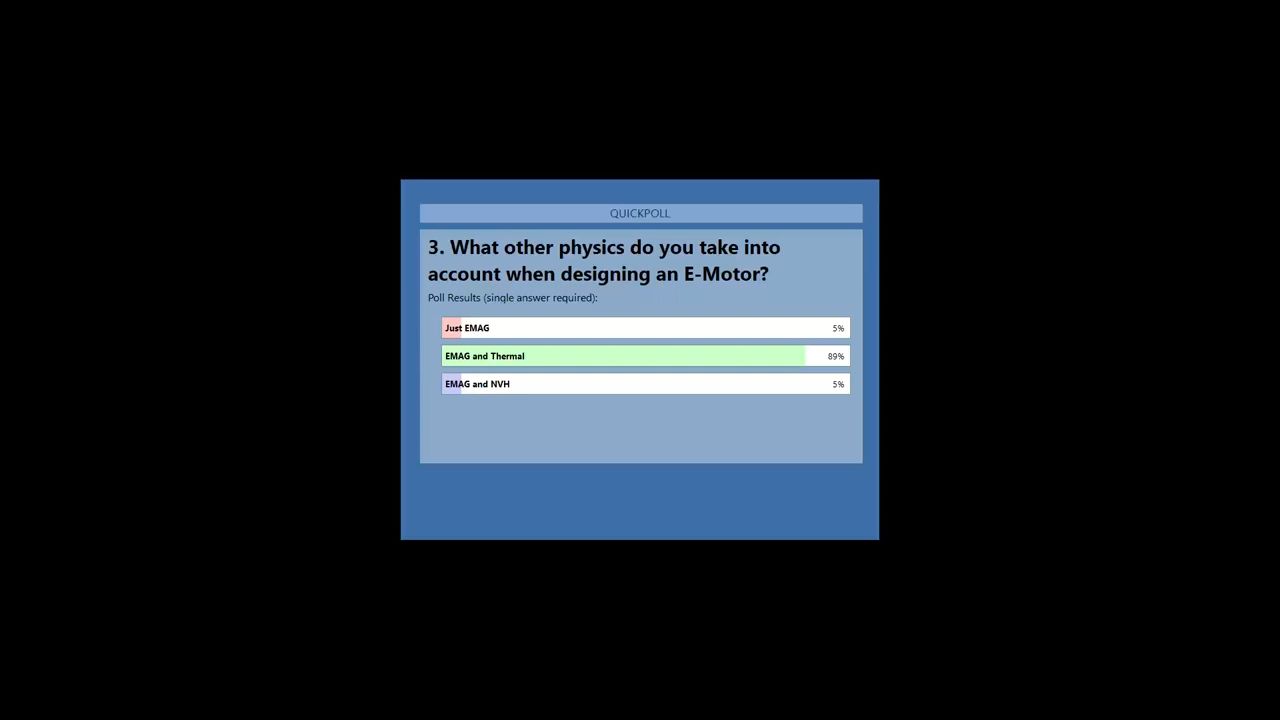 QUICKPOLL
3. What other physics do you take into
account when designing an E-Motor?
Poll Results (single answer required):
Just EMAG 5%
EMAG and Thermal 89%
EMAG and NVH 5%